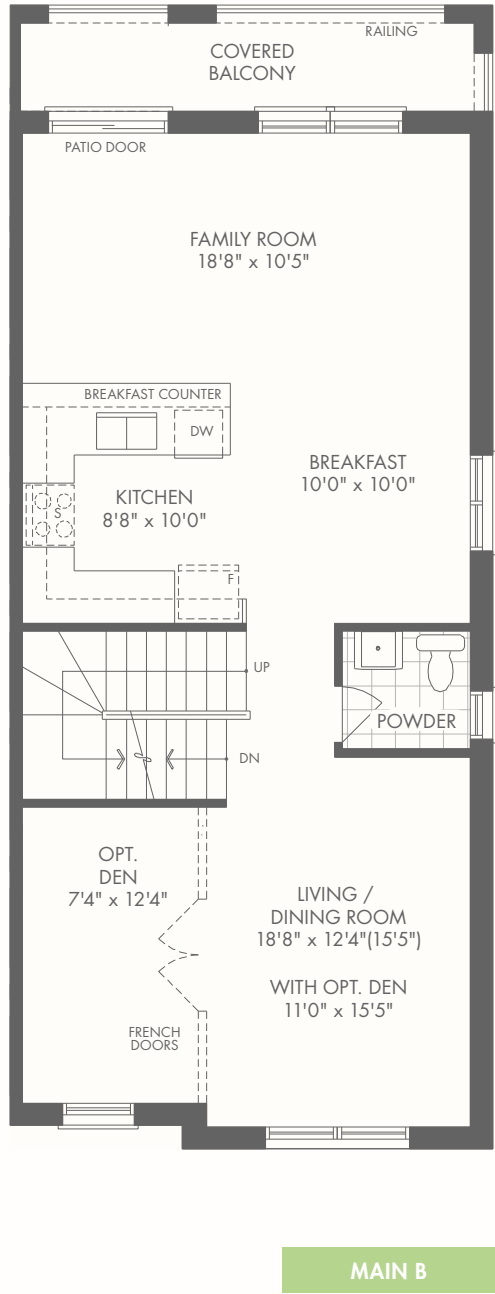 RAILING
COVERED
BALCONY
PATIO DOOR
FAMILY ROOM
18'8" x 10'5"
BREAKFAST COUNTER
DW
BREAKFAST
10'0" x 10'0"
KITCHEN
8'8" x 10'0"
S
F
UP
POWDER
DN
OPT.
DEN
7'4" x 12'4"
LIVING /
DINING ROOM
18'8" x 12'4"(15'5")
WITH OPT. DEN
11'0" x 15'5"
FRENCH
DOORS
MAIN B